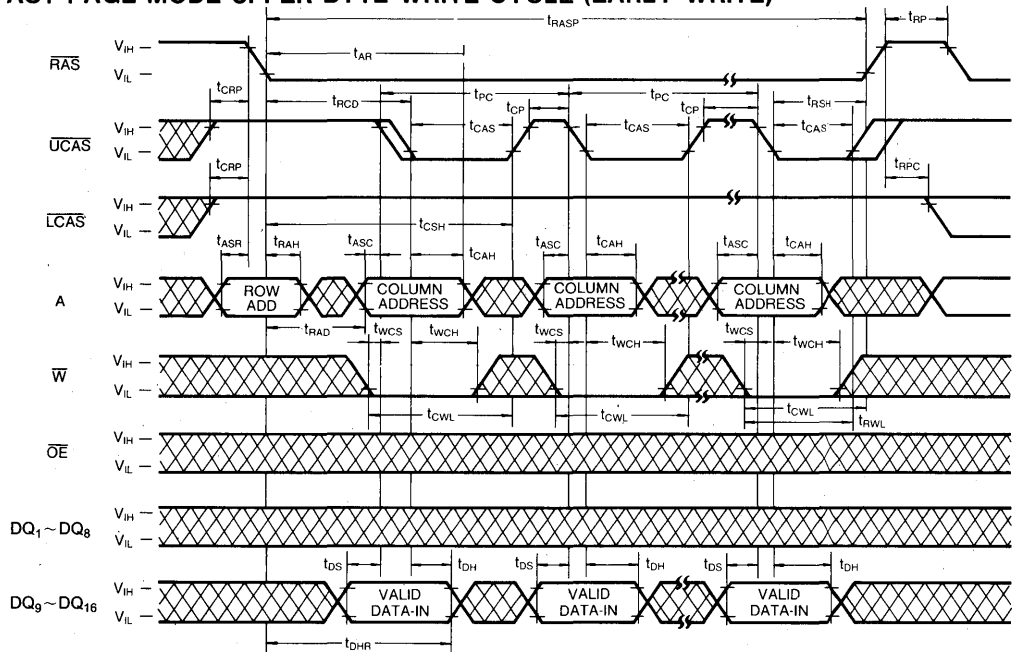 AST PAGE MODE UPPER BYTE WRITE CYCLE (EARLY WRITE)
tRASP
tRP
tAR
VIH
RAS
VIL
tCRP
tRCD
tPC
tPC
tRSH
tCP
tCP
tCAS
tCAS
tCAS
VIH
UCAS
VIL
tCRP
tRPC
VIH
LCAS
VIL
tCSH
tASR
tRAH
tASC
tCAH
tASC
tCAH
tASC
tCAH
VIH
A
VIL
ROW ADD
COLUMN ADDRESS
COLUMN ADDRESS
COLUMN ADDRESS
tRAD
tWCS
tWCH
tWCS
tWCH
tWCS
tWCH
VIH
W
VIL
tCWL
tCWL
tCWL
tRWL
VIH
OE
VIL
VIH
DQ1~DQ8
VIL
tDS
tDH
tDS
tDH
tDS
tDH
VIH
DQ9~DQ16
VIL
VALID DATA-IN
VALID DATA-IN
VALID DATA-IN
tDHR